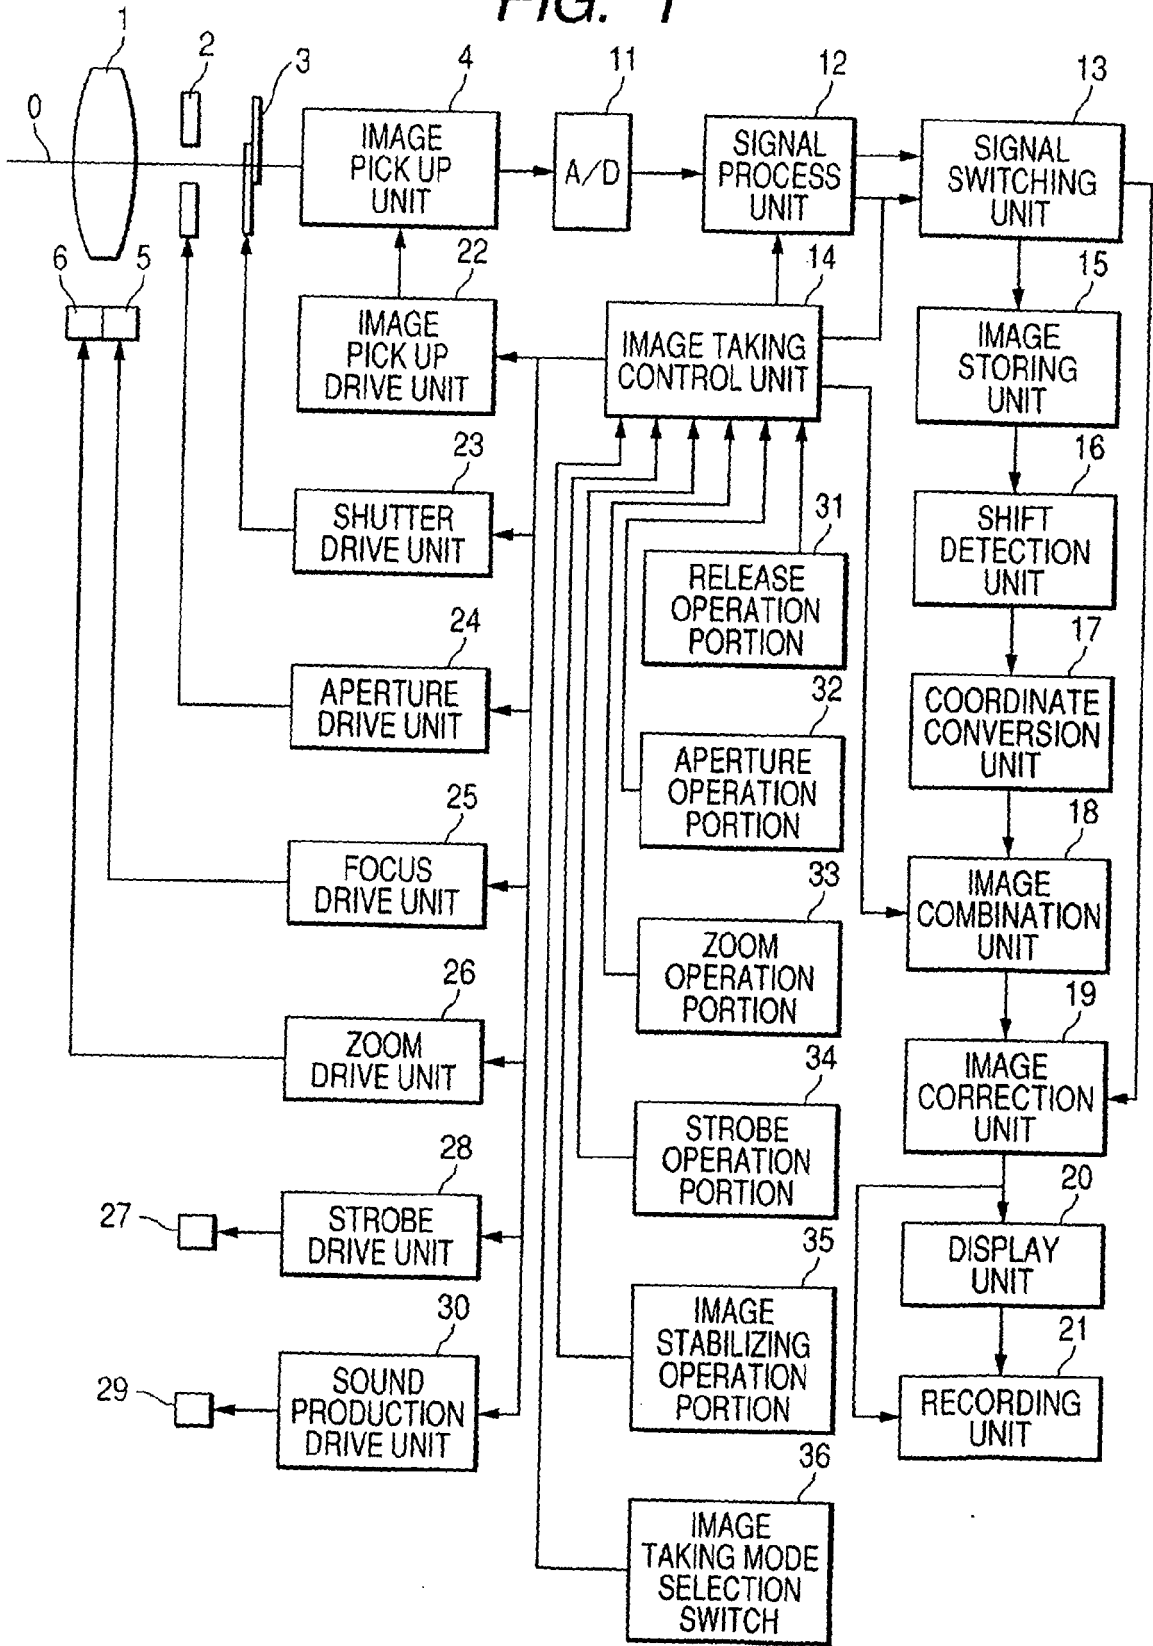 FIG. 1
1
2
3
4
11
12
13
0
IMAGE
PICK UP
UNIT
A/D
SIGNAL
PROCESS
UNIT
SIGNAL
SWITCHING
UNIT
6
5
23
22
14
15
IMAGE
PICK UP
DRIVE UNIT
IMAGE TAKING
CONTROL UNIT
IMAGE
STORING
UNIT
23
SHUTTER
DRIVE UNIT
31
RELEASE
OPERATION
PORTION
16
SHIFT
DETECTION
UNIT
24
APERTURE
DRIVE UNIT
32
APERTURE
OPERATION
PORTION
17
COORDINATE
CONVERSION
UNIT
25
FOCUS
DRIVE UNIT
33
ZOOM
OPERATION
PORTION
18
IMAGE
COMBINATION
UNIT
26
ZOOM
DRIVE UNIT
34
STROBE
OPERATION
PORTION
19
IMAGE
CORRECTION
UNIT
27
28
STROBE
DRIVE UNIT
35
IMAGE
STABILIZING
OPERATION
PORTION
20
DISPLAY
UNIT
29
30
SOUND
PRODUCTION
DRIVE UNIT
36
IMAGE
TAKING MODE
SELECTION
SWITCH
21
RECORDING
UNIT